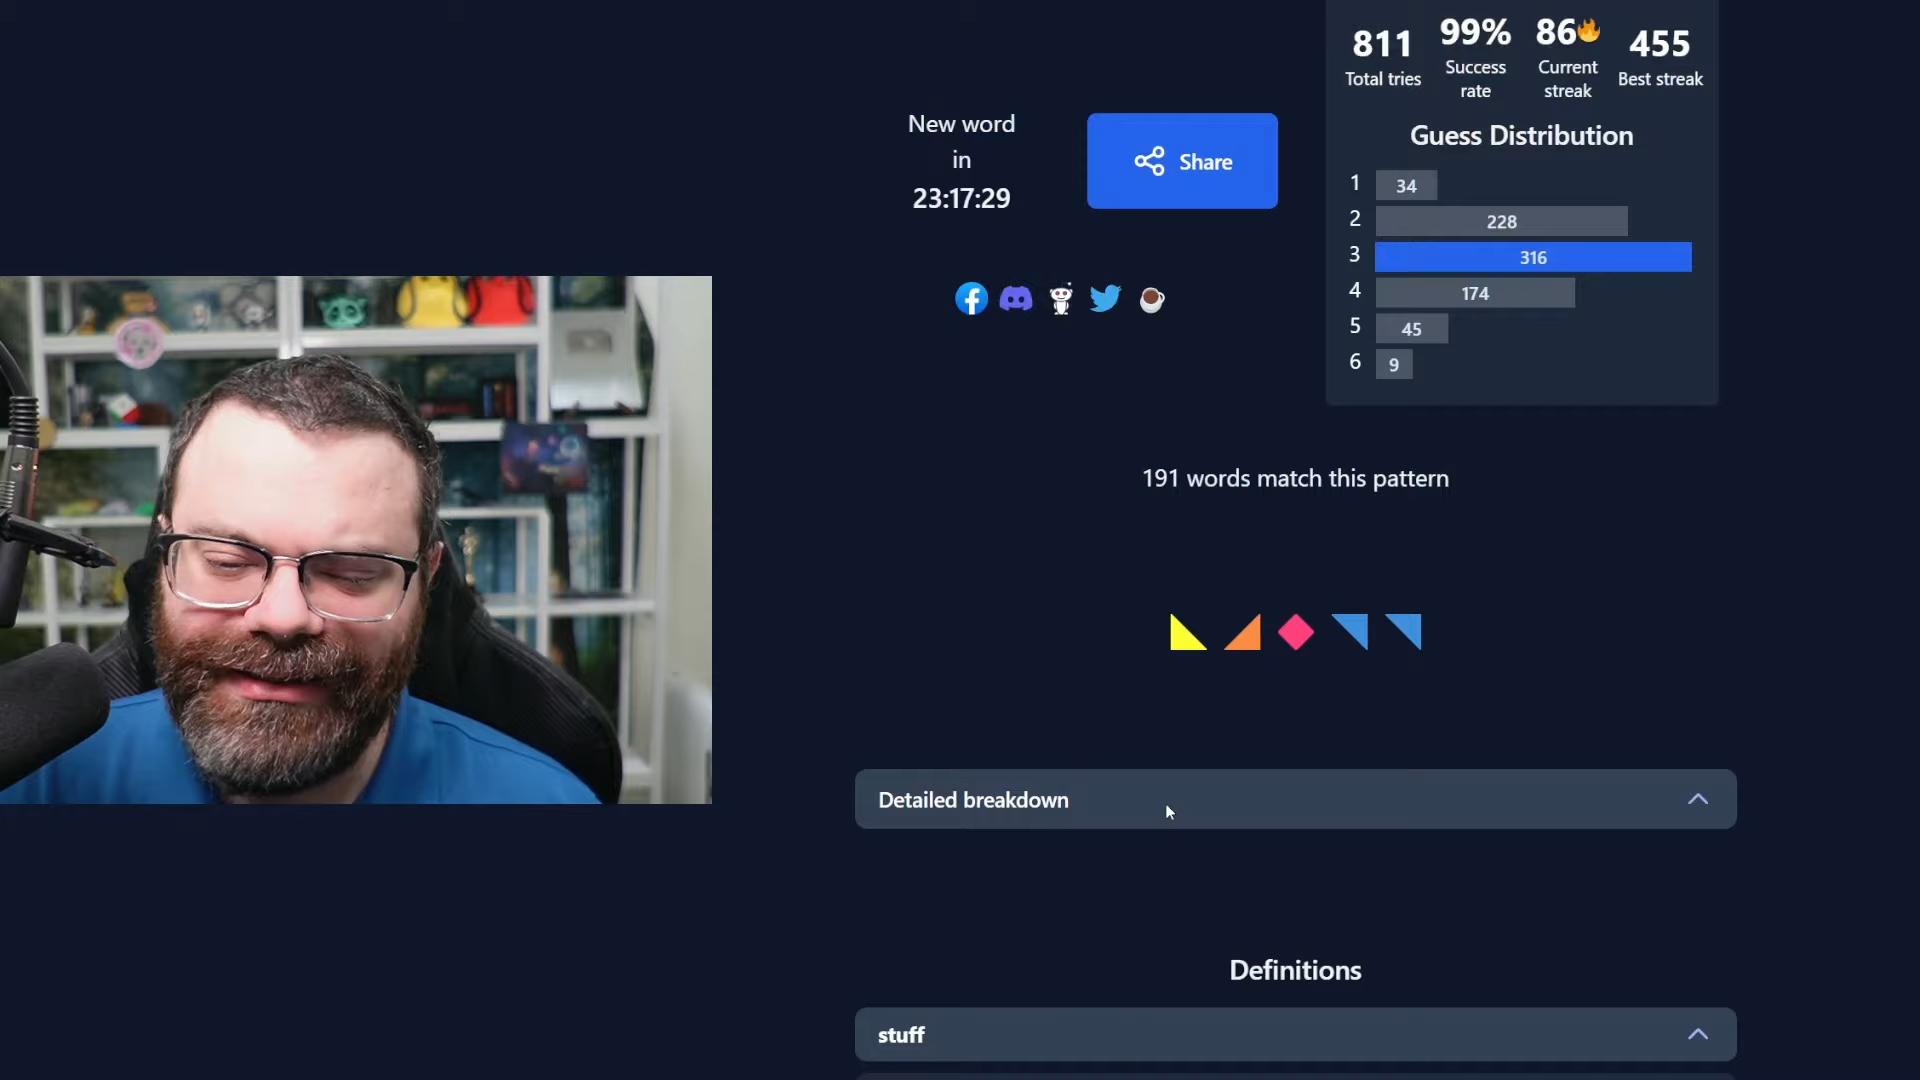 811
Total tries
99%
Success
rate
86
Current
streak
455
Best streak
New word
in
23:17:29
Share
Guess Distribution
1 34
2 228
3 316
4 174
5 45
6 9
191 words match this pattern
Detailed breakdown
Definitions
stuff